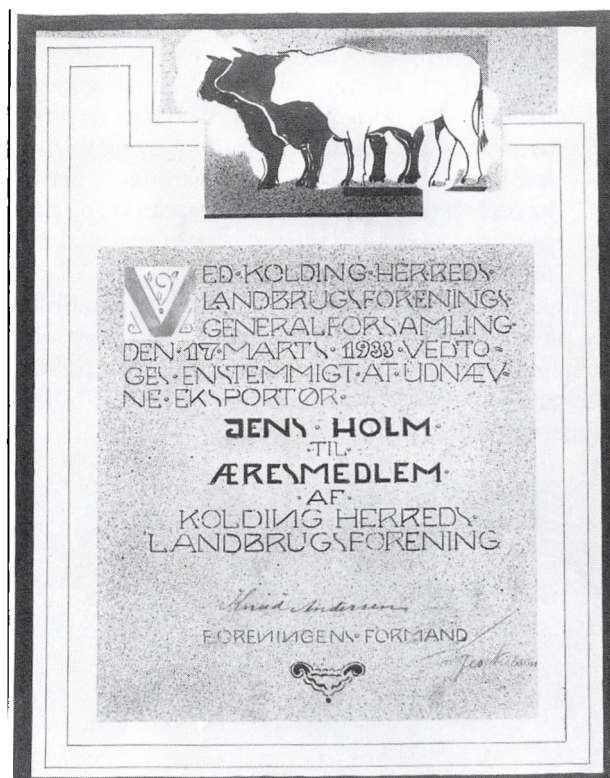 VED·KOLDING·HERREDS·
LANDBRUGSFORENINGS·
GENERALFORSAMLING·
DEN·17·MARTS·1933·VEDTO-
GES·ENSTEMMIGT·AT·UDNÆV-
NE·EKSPORTØR·
JENS·HOLM·
·TIL·
ÆRESMEDLEM·
·AF·
KOLDING HERREDS·
LANDBRUGSFORENING
Knud Andersen
FORENINGENS·FORMAND